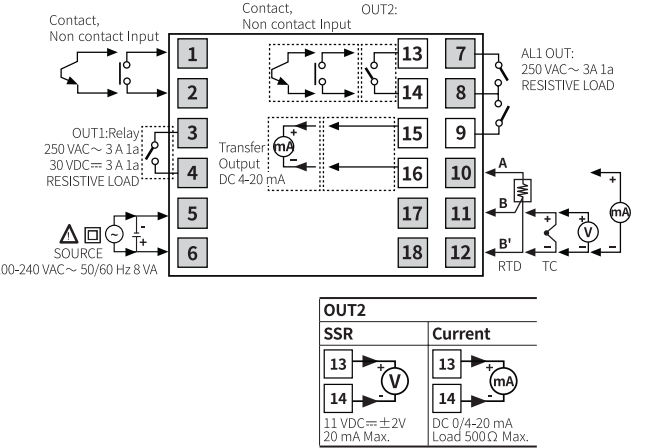 Contact,
Non contact Input
Contact,
Non contact Input
OUT2:
1
2
3
4
5
6
13
14
15
16
17
18
7
8
9
10
11
12
OUT1:Relay
250 VAC∼ 3 A 1a
30 VDC⎓ 3 A 1a
RESISTIVE LOAD
Transfer
Output
DC 4-20 mA
mA
+
-
AL1 OUT:
250 VAC∼ 3A 1a
RESISTIVE LOAD
SOURCE
00-240 VAC∼ 50/60 Hz 8 VA
-
+
A
B
B'
RTD
TC
+
-
+
V
-
+
mA
-
OUT2
SSR
Current
13
14
+
V
-
13
14
+
mA
-
11 VDC⎓±2V
20 mA Max.
DC 0/4-20 mA
Load 500Ω Max.